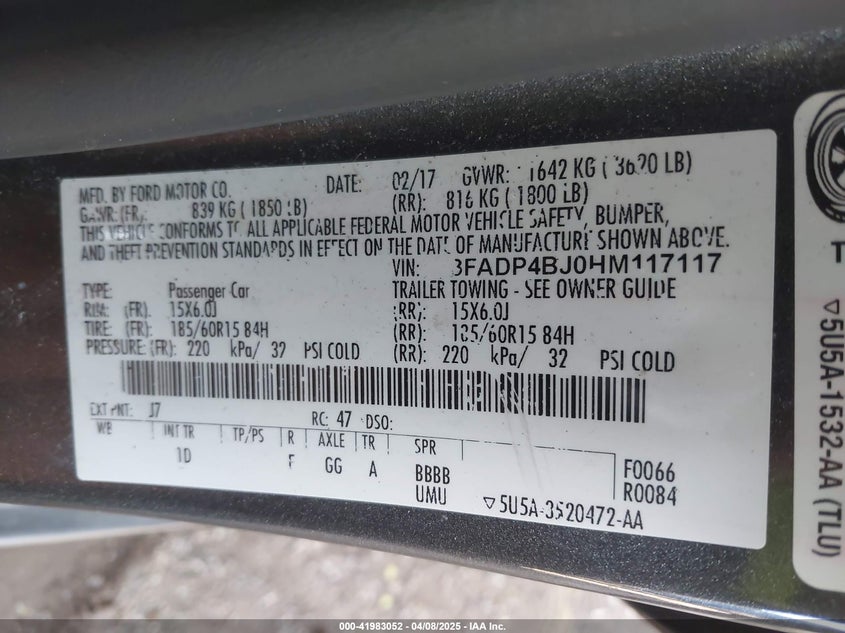 MFD. BY FORD MOTOR CO. DATE: 02/17 GVWR: 1642 KG ( 3620 LB)
GAWR: (FR) 839 KG ( 1850 LB) (RR): 816 KG ( 1800 LB)
THIS VEHICLE CONFORMS TO ALL APPLICABLE FEDERAL MOTOR VEHICLE SAFETY, BUMPER,
AND THEFT PREVENTION STANDARDS IN EFFECT ON THE DATE OF MANUFACTURE SHOWN ABOVE.
VIN: 3FADP4BJ0HM117117
TYPE: Passenger Car TRAILER TOWING - SEE OWNER GUIDE
RIM: (FR): 15X6.0J (RR): 15X6.0J
TIRE: (FR): 185/60R15 84H (RR): 185/60R15 84H
PRESSURE: (FR): 220 kPa/ 32 PSI COLD (RR): 220 kPa/ 32 PSI COLD
EXT PNT: J7 RC: 47 DSO:
WB INT TR TP/PS R AXLE TR SPR
1D F GG A BBBB F0066
UMU R0084
▽5U5A-3520472-AA
T
▽5U5A-1532-AA (TLU)
000-41983052 - 04/08/2025 - IAA Inc.